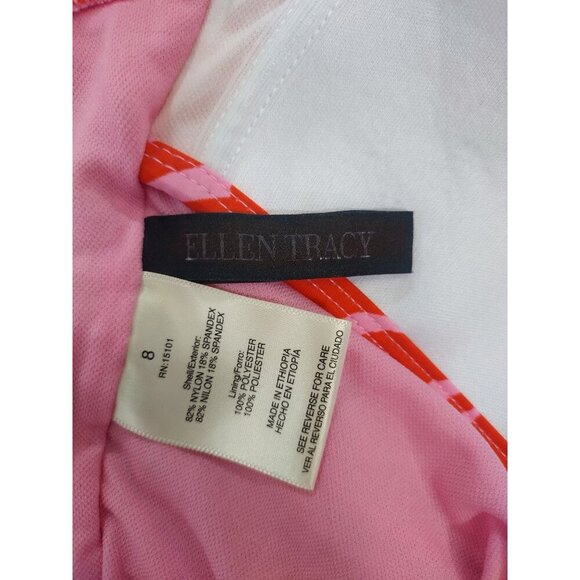 ELLEN TRACY
8
RN: 15101
Shell/Exterior:
82% NYLON 18% SPANDEX
82% NILON 18% SPANDEX
Lining/Forro:
100% POLYESTER
100% POLIESTER
MADE IN ETHIOPIA
HECHO EN ETIOPIA
SEE REVERSE FOR CARE
VER AL REVERSO PARA EL CIUDADO